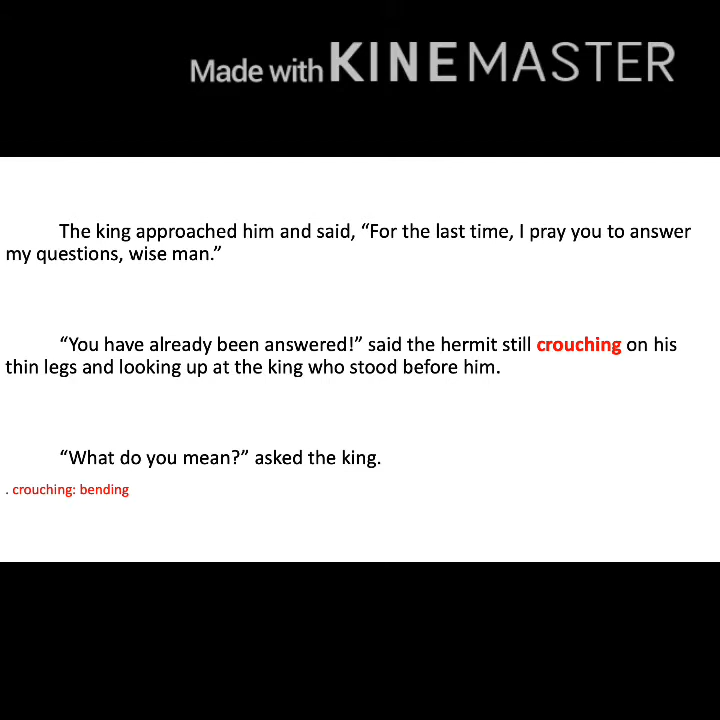 Made with KINEMASTER
The king approached him and said, “For the last time, I pray you to answer
my questions, wise man.”
“You have already been answered!” said the hermit still crouching on his
thin legs and looking up at the king who stood before him.
“What do you mean?” asked the king.
. crouching: bending